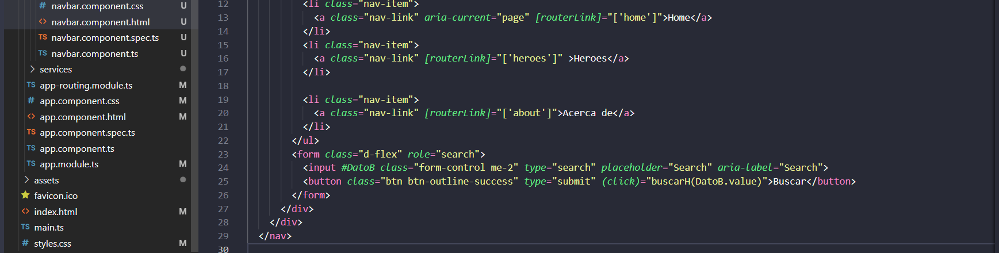 navbar.component.css U
navbar.component.html U
navbar.component.spec.ts U
TS navbar.component.ts U
services
TS app-routing.module.ts M
# app.component.css M
<> app.component.html M
TS app.component.spec.ts
TS app.component.ts
TS app.module.ts M
assets
favicon.ico
<> index.html M
TS main.ts
# styles.css M
12 <li class="nav-item">
13 <a class="nav-link" aria-current="page" [routerLink]="['home']">Home</a>
14 </li>
15 <li class="nav-item">
16 <a class="nav-link" [routerLink]="['heroes']" >Heroes</a>
17 </li>
18
19 <li class="nav-item">
20 <a class="nav-link" [routerLink]="['about']">Acerca de</a>
21 </li>
22 </ul>
23 <form class="d-flex" role="search">
24 <input #DatoB class="form-control me-2" type="search" placeholder="Search" aria-label="Search">
25 <button class="btn btn-outline-success" type="submit" (click)="buscarH(DatoB.value)">Buscar</button>
26 </form>
27 </div>
28 </div>
29 </nav>
30